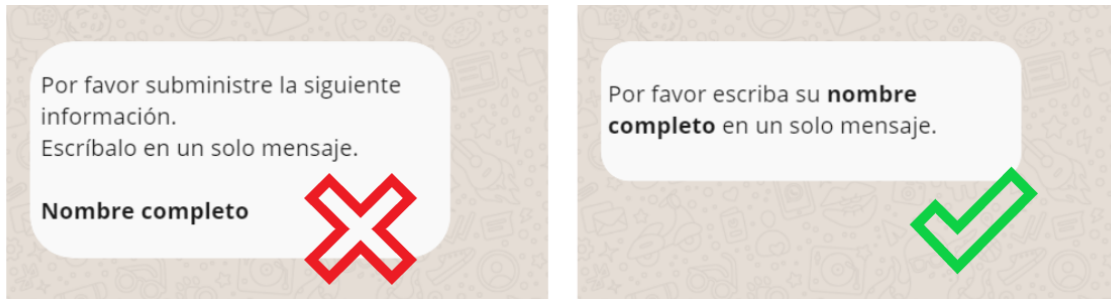 Por favor subministre la siguiente
información.
Escríbalo en un solo mensaje.
Nombre completo
Por favor escriba su nombre
completo en un solo mensaje.